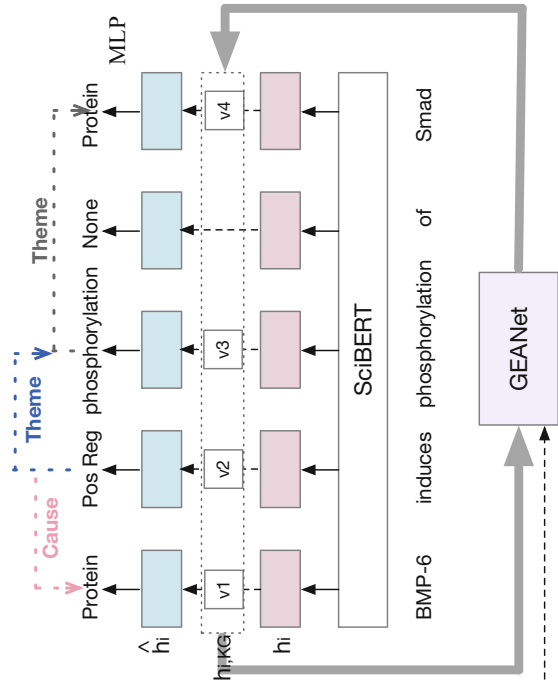 Theme
Theme
Cause
Protein Pos Reg phosphorylation None Protein MLP
^hi
hi,KG v1 v2 v3 v4
hi
SciBERT
BMP-6 induces phosphorylation of Smad
GEANet